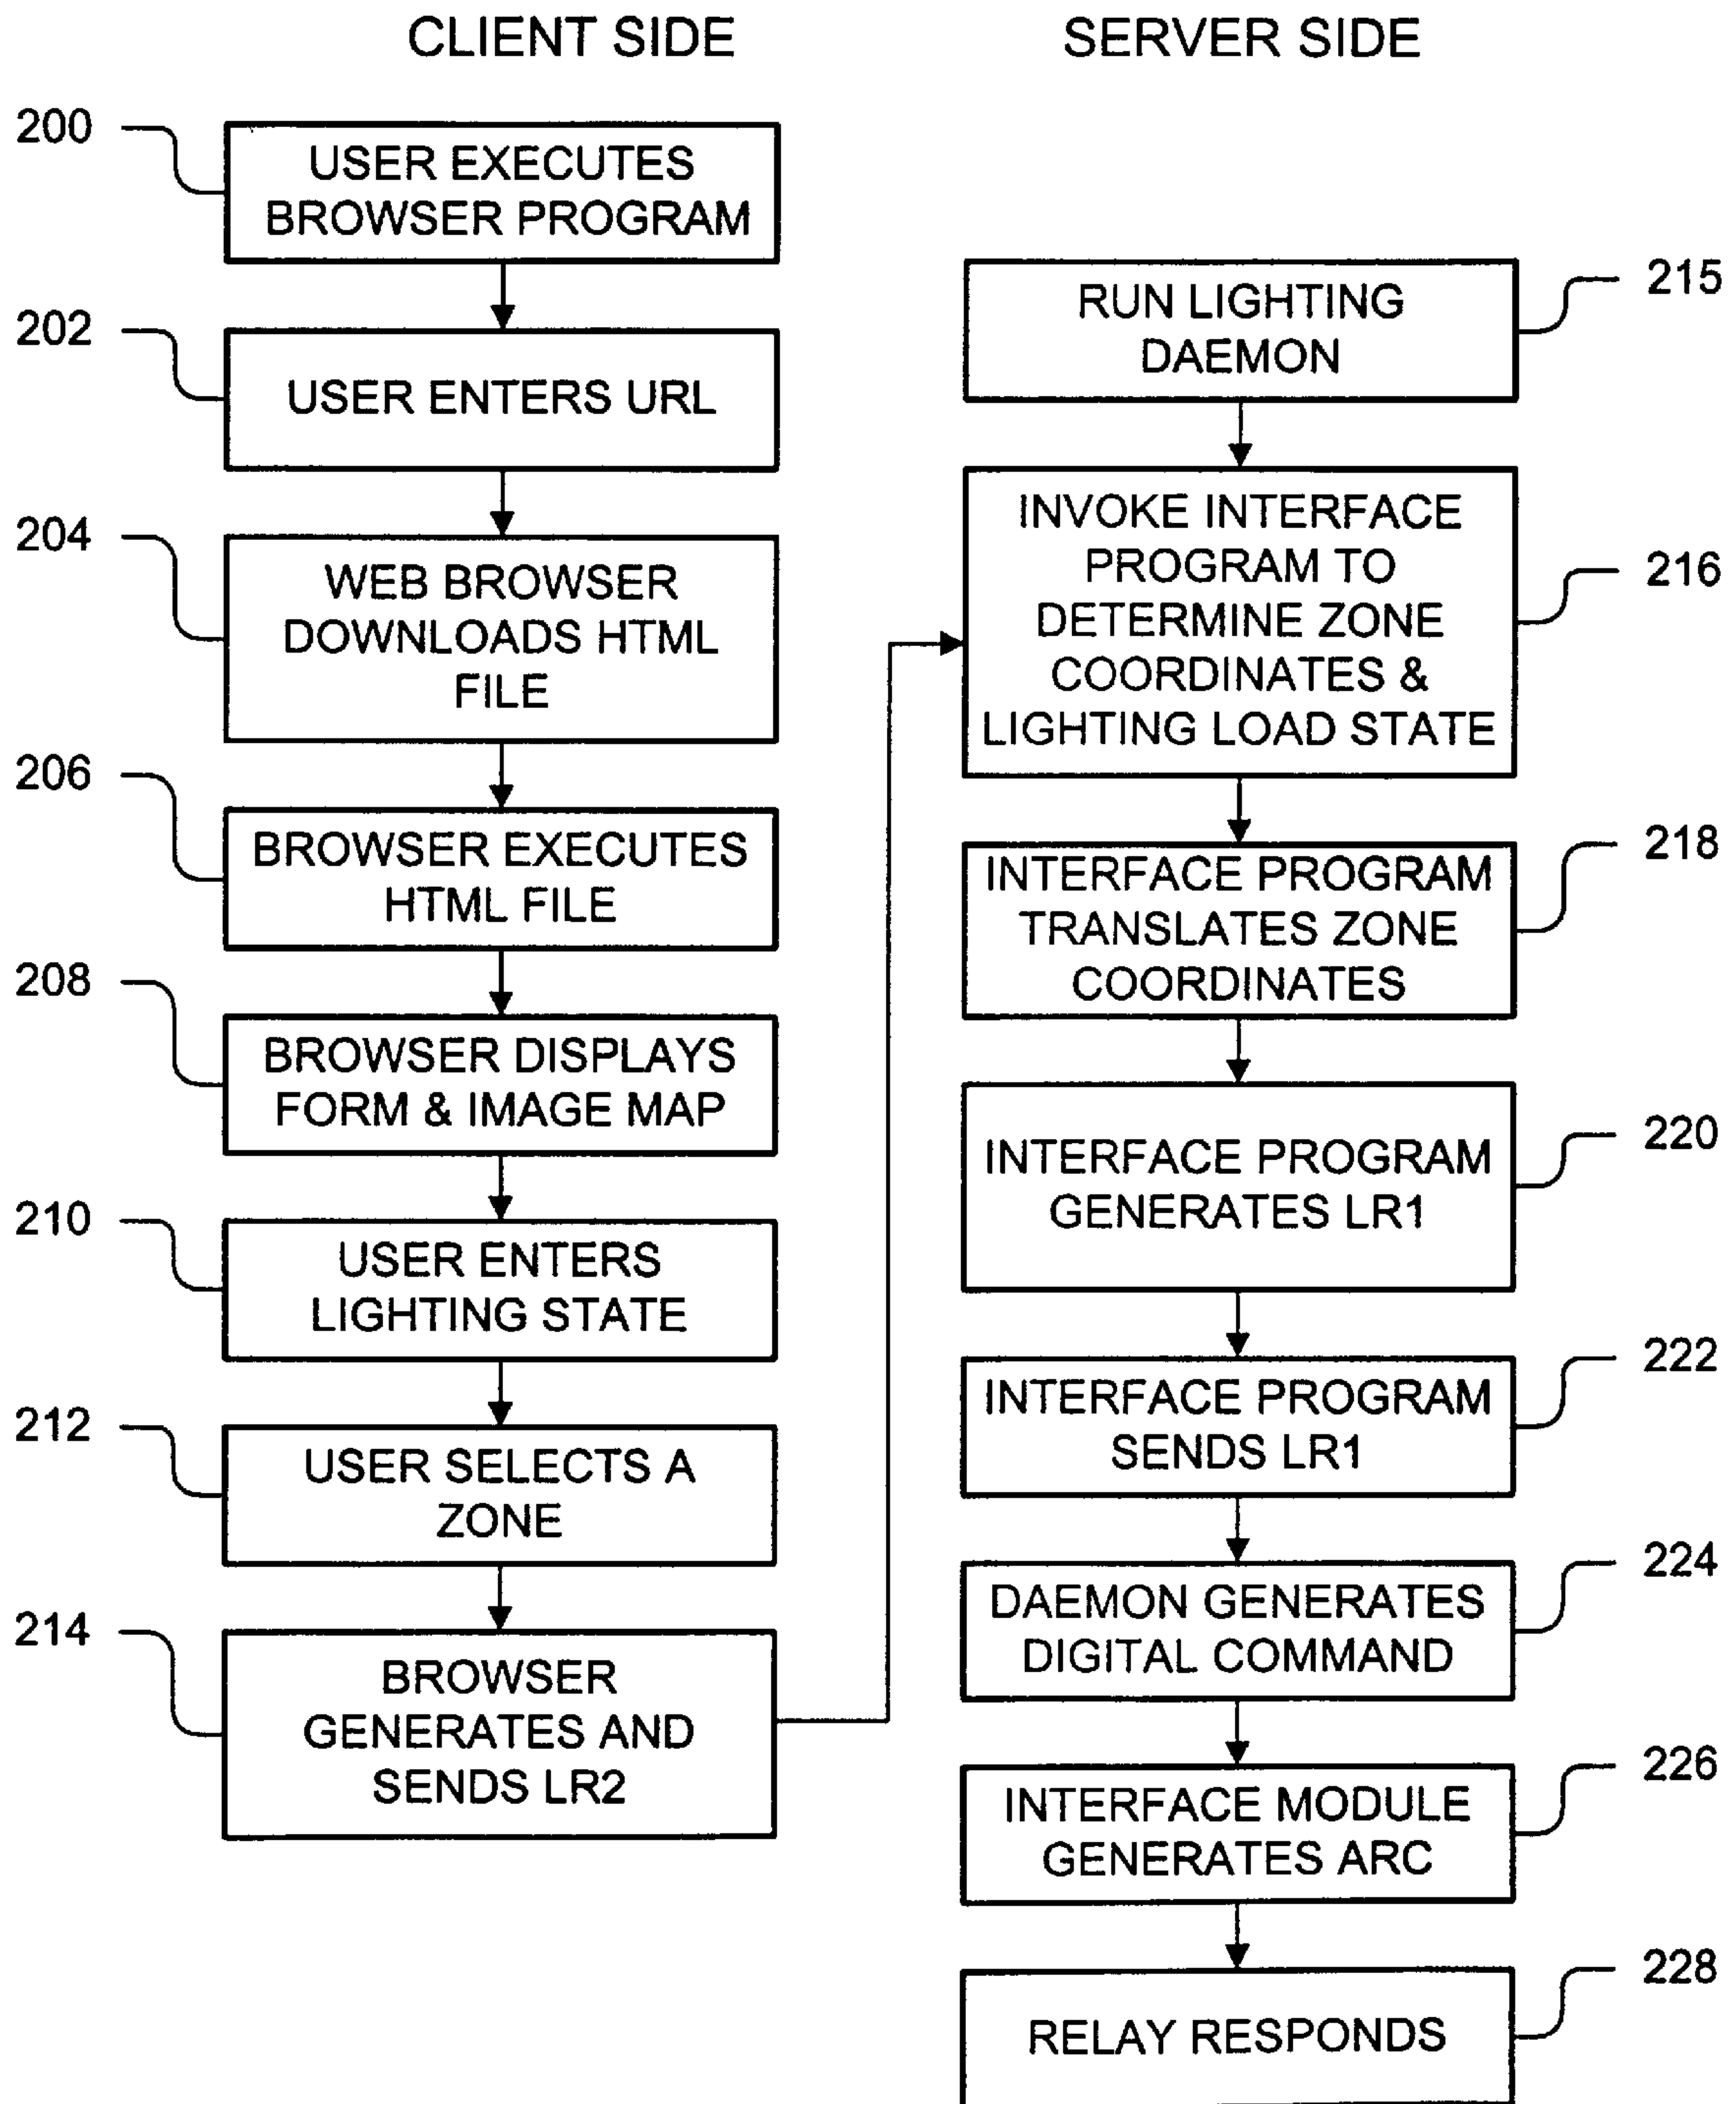 CLIENT SIDE
200
USER EXECUTES
BROWSER PROGRAM
202
USER ENTERS URL
204
WEB BROWSER
DOWNLOADS HTML
FILE
206
BROWSER EXECUTES
HTML FILE
208
BROWSER DISPLAYS
FORM & IMAGE MAP
210
USER ENTERS
LIGHTING STATE
212
USER SELECTS A
ZONE
214
BROWSER
GENERATES AND
SENDS LR2
SERVER SIDE
215
RUN LIGHTING
DAEMON
216
INVOKE INTERFACE
PROGRAM TO
DETERMINE ZONE
COORDINATES &
LIGHTING LOAD STATE
218
INTERFACE PROGRAM
TRANSLATES ZONE
COORDINATES
220
INTERFACE PROGRAM
GENERATES LR1
222
INTERFACE PROGRAM
SENDS LR1
224
DAEMON GENERATES
DIGITAL COMMAND
226
INTERFACE MODULE
GENERATES ARC
228
RELAY RESPONDS